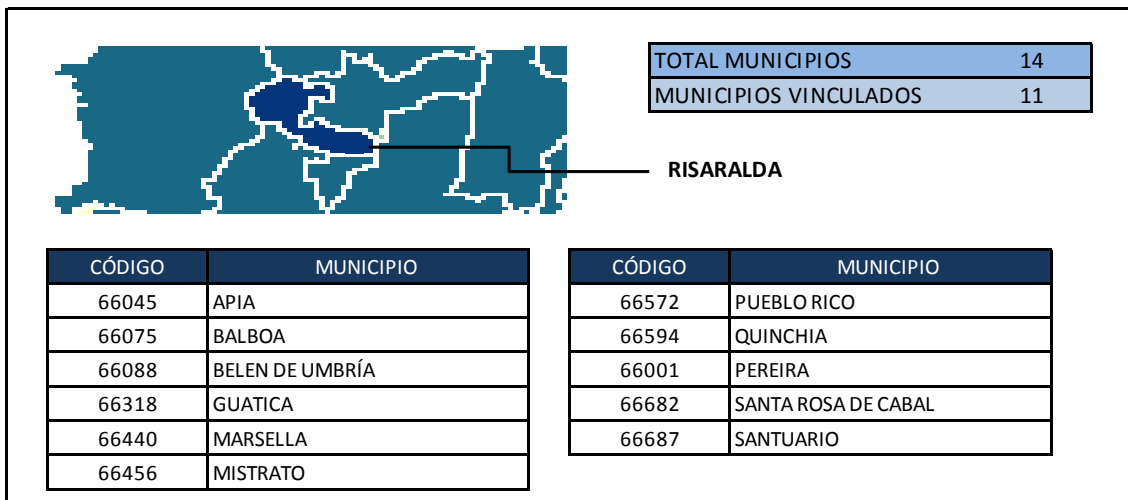 TOTAL MUNICIPIOS 14
MUNICIPIOS VINCULADOS 11
RISARALDA
CÓDIGO MUNICIPIO
66045 APIA
66075 BALBOA
66088 BELEN DE UMBRÍA
66318 GUATICA
66440 MARSELLA
66456 MISTRATO
CÓDIGO MUNICIPIO
66572 PUEBLO RICO
66594 QUINCHIA
66001 PEREIRA
66682 SANTA ROSA DE CABAL
66687 SANTUARIO